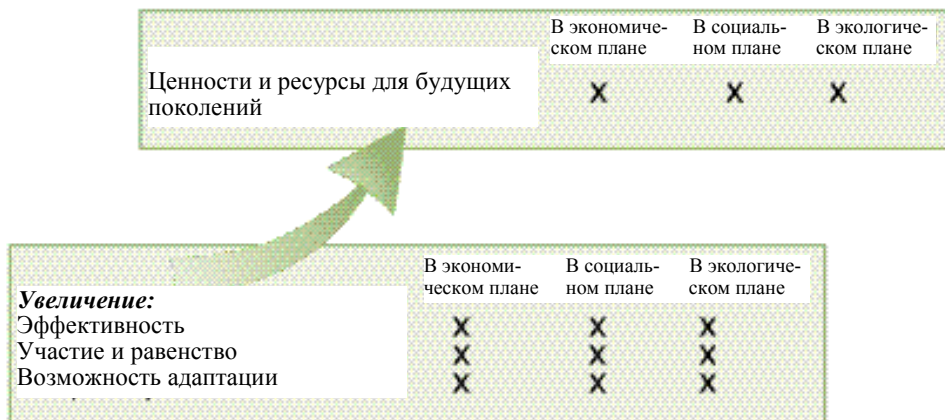 В экономиче-
ском плане
В социаль-
ном плане
В экологиче-
ском плане
Ценности и ресурсы для будущих
поколений
X X X
В экономи-
ческом плане
В социаль-
ном плане
В экологиче-
ском плане
Увеличение:
Эффективность X X X
Участие и равенство X X X
Возможность адаптации X X X